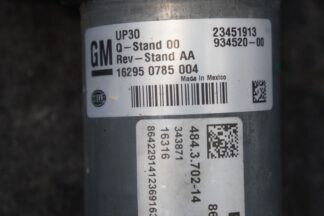 GM
UP30
Q-Stand 00
Rev-Stand AA
16295 0785 004
23451913
934520-00
Made in Mexico
484.3.702-14
343871
16316